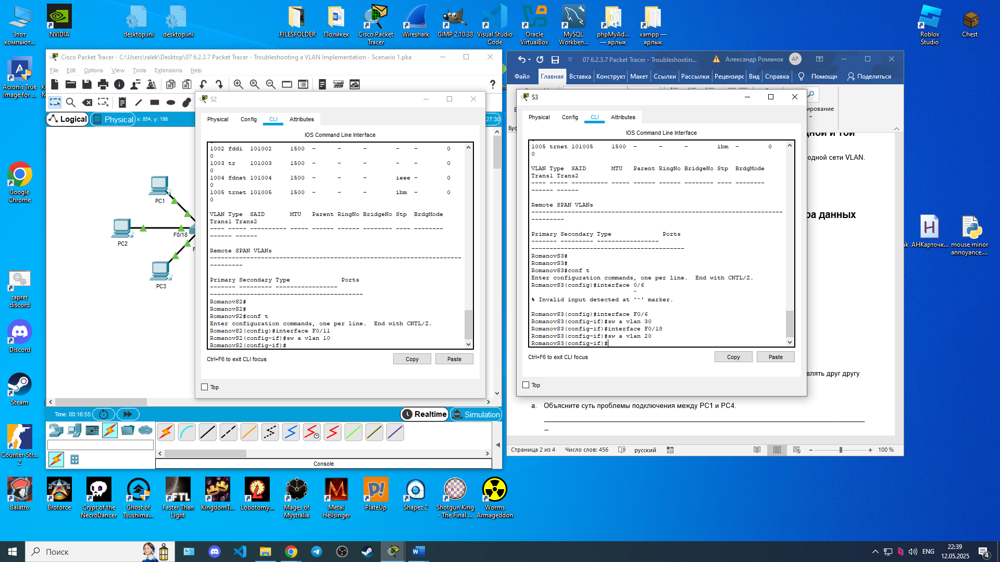 Этот компьют...
NVIDIA
desktop.ini
desktop.ini
.FILESFOLDER
Поликек
Cisco Packet Tracer
Wireshark
GIMP 2.10.38
Visual Studio Code
Oracle VirtualBox
MySQL Workben...
phpMyAd... — ярлык
xampp — ярлык
Roblox Studio
Chest
Acronis True Image for ...
Google Chrome
zapret discord
Discord
Steam
Counter-Str... 2
АНКарточк...
mouse minor annoyance....
Cisco Packet Tracer - C:\Users\ralek\Desktop\07 6.2.3.7 Packet Tracer - Troubleshooting a VLAN Implementation - Scenario 1.pka
File Edit Options View Tools Extensions Help
Logical
Physical
x: 854, y: 198
27:30
PC1
PC2
F0/18
PC3
Time: 00:16:55
Realtime
Simulation
Console
S2
Physical Config CLI Attributes
IOS Command Line Interface
1002 fddi 101002 1500 - - - - - 0
0
1003 tr 101003 1500 - - - - - 0
0
1004 fdnet 101004 1500 - - - ieee - 0
0
1005 trnet 101005 1500 - - - ibm - 0
0
VLAN Type SAID MTU Parent RingNo BridgeNo Stp BrdgMode
Trans1 Trans2
---- ----- ---------- ----- ------ ------ -------- ---- --------
------ ------
Remote SPAN VLANs
------------------------------------------------------------------------------
Primary Secondary Type Ports
------- --------- -----------------
------------------------------------------
RomanovS2#
RomanovS2#
RomanovS2#conf t
Enter configuration commands, one per line. End with CNTL/Z.
RomanovS2(config)#interface F0/11
RomanovS2(config-if)#sw a vlan 10
RomanovS2(config-if)#
Ctrl+F6 to exit CLI focus
Copy
Paste
Top
07 6.2.3.7 Packet Tracer - Troubleshootin...
Александр Романов
АР
Файл Главная Вставка Конструкт Макет Ссылки Рассылки Рецензирс Вид Справка Помощн Поделиться
S3
Physical Config CLI Attributes
IOS Command Line Interface
1005 trnet 101005 1500 - - - ibm - 0
0
VLAN Type SAID MTU Parent RingNo BridgeNo Stp BrdgMode
Trans1 Trans2
---- ----- ---------- ----- ------ ------ -------- ---- --------
------ ------
Remote SPAN VLANs
------------------------------------------------------------------------------
Primary Secondary Type Ports
------- --------- -----------------
------------------------------------------
RomanovS3#
RomanovS3#
RomanovS3#conf t
Enter configuration commands, one per line. End with CNTL/Z.
RomanovS3(config)#interface 0/6
^
% Invalid input detected at '^' marker.
RomanovS3(config)#interface F0/6
RomanovS3(config-if)#sw a vlan 30
RomanovS3(config-if)#interface F0/18
RomanovS3(config-if)#sw a vlan 20
RomanovS3(config-if)#
Ctrl+F6 to exit CLI focus
Copy
Paste
Top
ирование
Буф
одной сети VLAN.
ра данных
влять друг другу
a. Объясните суть проблемы подключения между PC1 и PC4.
Страница 2 из 4
Число слов: 456
русский
100 %
Balatro
Broforce
Crypt of the NecroDancer
Ghost of Tsushima...
Faster Than Light
KingdomT...
Lobotomy...
Mages of Mystralia
Metal Hellsinger
PlateUp
Shapez 2
Shotgun King - The Final ...
Worms Armageddon
Поиск
ENG
22:39
12.05.2025
4